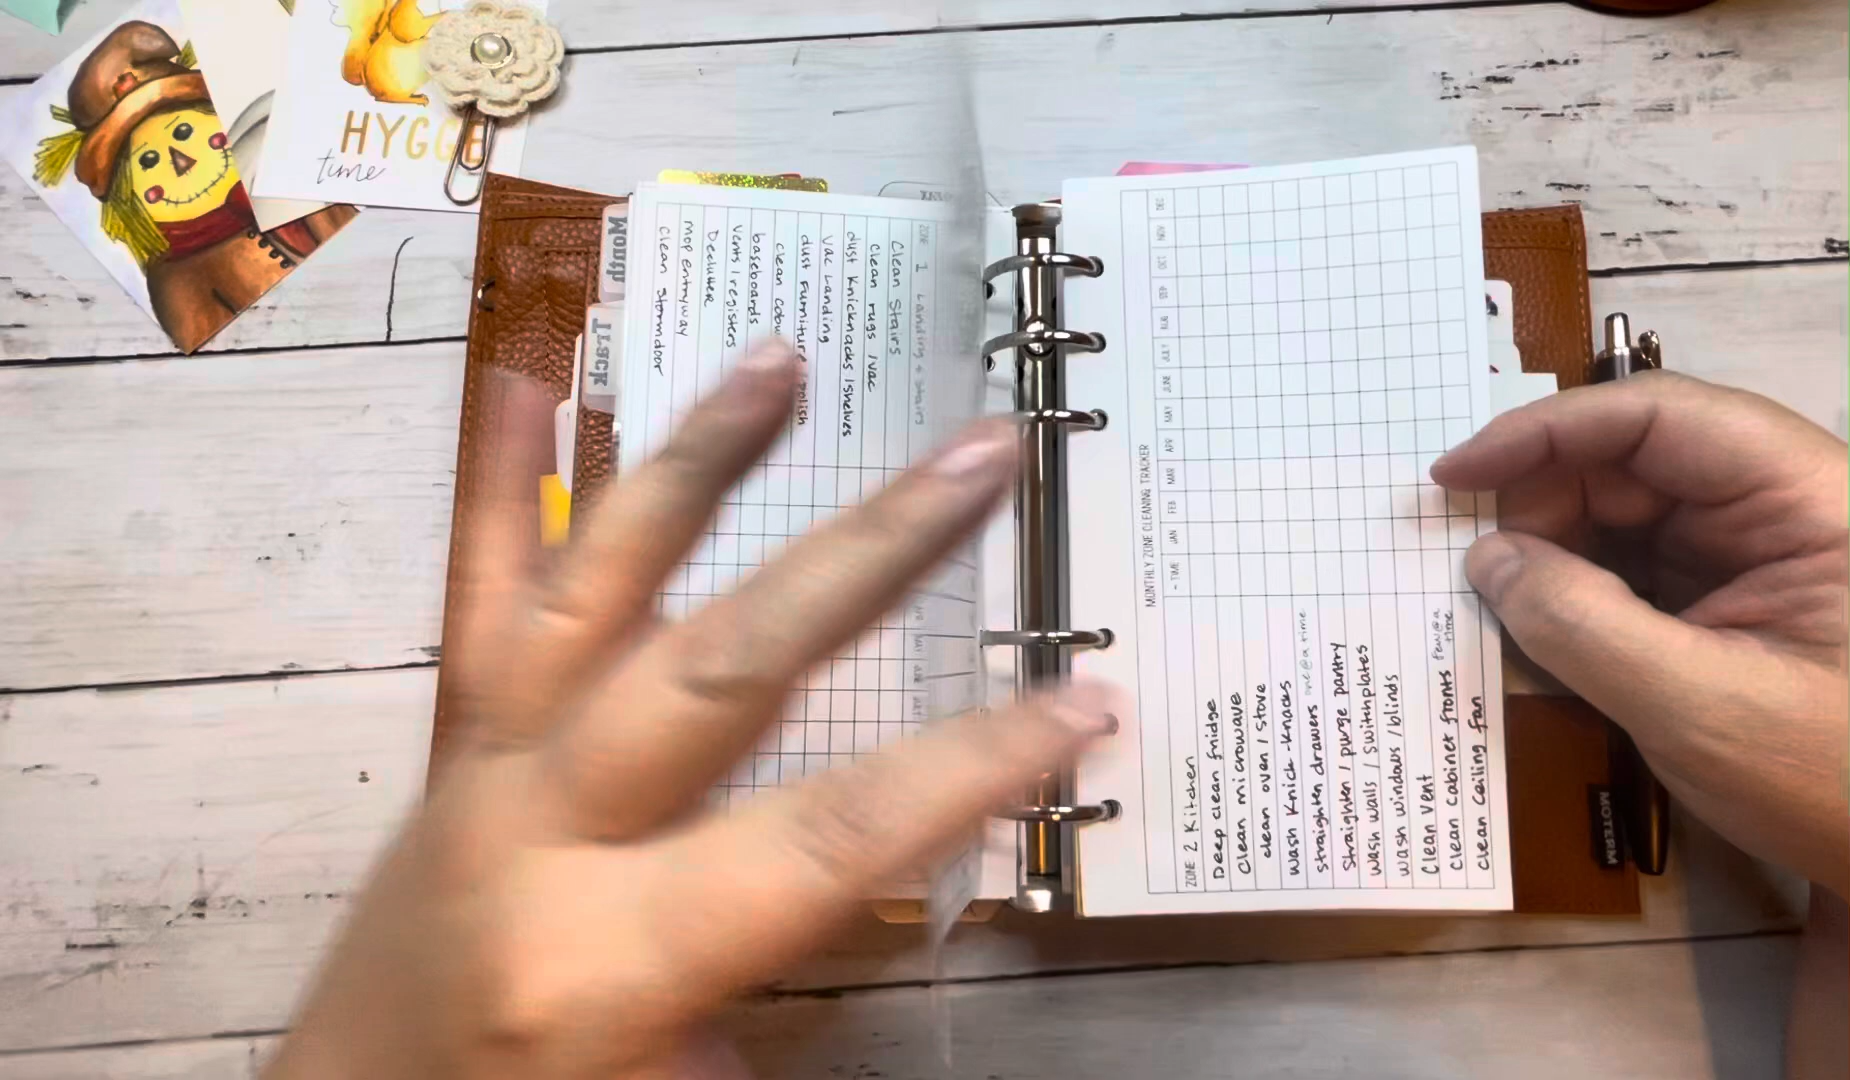 HYGGE
time
Month
Track
ZONE 1 Landing & Stairs
Clean Stairs
clean rugs / vac
dust knicknacks / shelves
vac Landing
dust Furniture / polish
clean
baseboards
vents / registers
Declutter
mop entryway
clean stormdoor
MONTHLY ZONE CLEANING TRACKER
~ TIME JAN FEB MAR APR MAY JUNE JULY AUG SEP OCT NOV DEC
ZONE 2 Kitchen
Deep clean fridge
Clean microwave
clean oven / stove
Wash Knick-Knacks
straighten drawers one@a time
Straighten / purge pantry
Wash walls / switchplates
wash windows / blinds
Clean Vent
Clean cabinet fronts few@a time
Clean ceiling fan
MOTERM